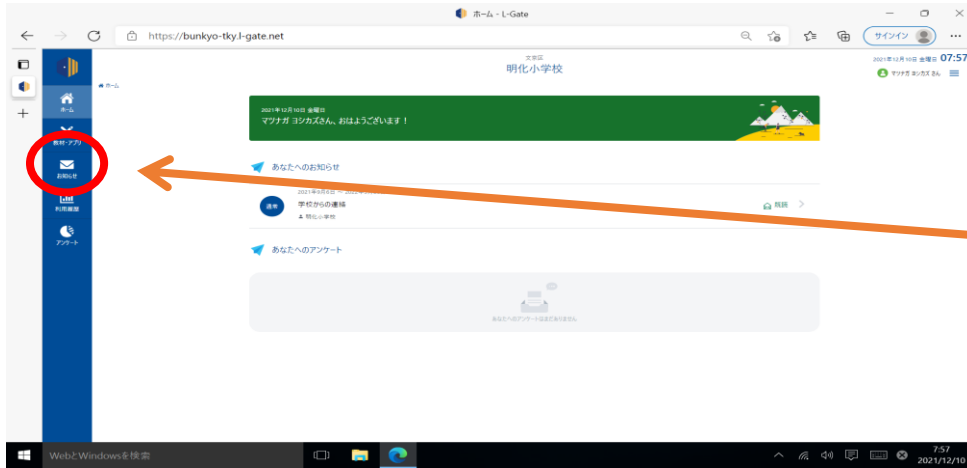 ホーム - L-Gate
https://bunkyo-tky.l-gate.net
サインイン
文京区
明化小学校
2021年12月10日 金曜日 07:57
マツナガ ヨシカズ さん
ホーム
ホーム
教材・アプリ
お知らせ
利用履歴
アンケート
2021年12月10日 金曜日
マツナガ ヨシカズさん、おはようございます！
あなたへのお知らせ
通常
学校からの連絡
明化小学校
既読
あなたへのアンケート
あなたへのアンケートはまだありません
WebとWindowsを検索
7:57
2021/12/10